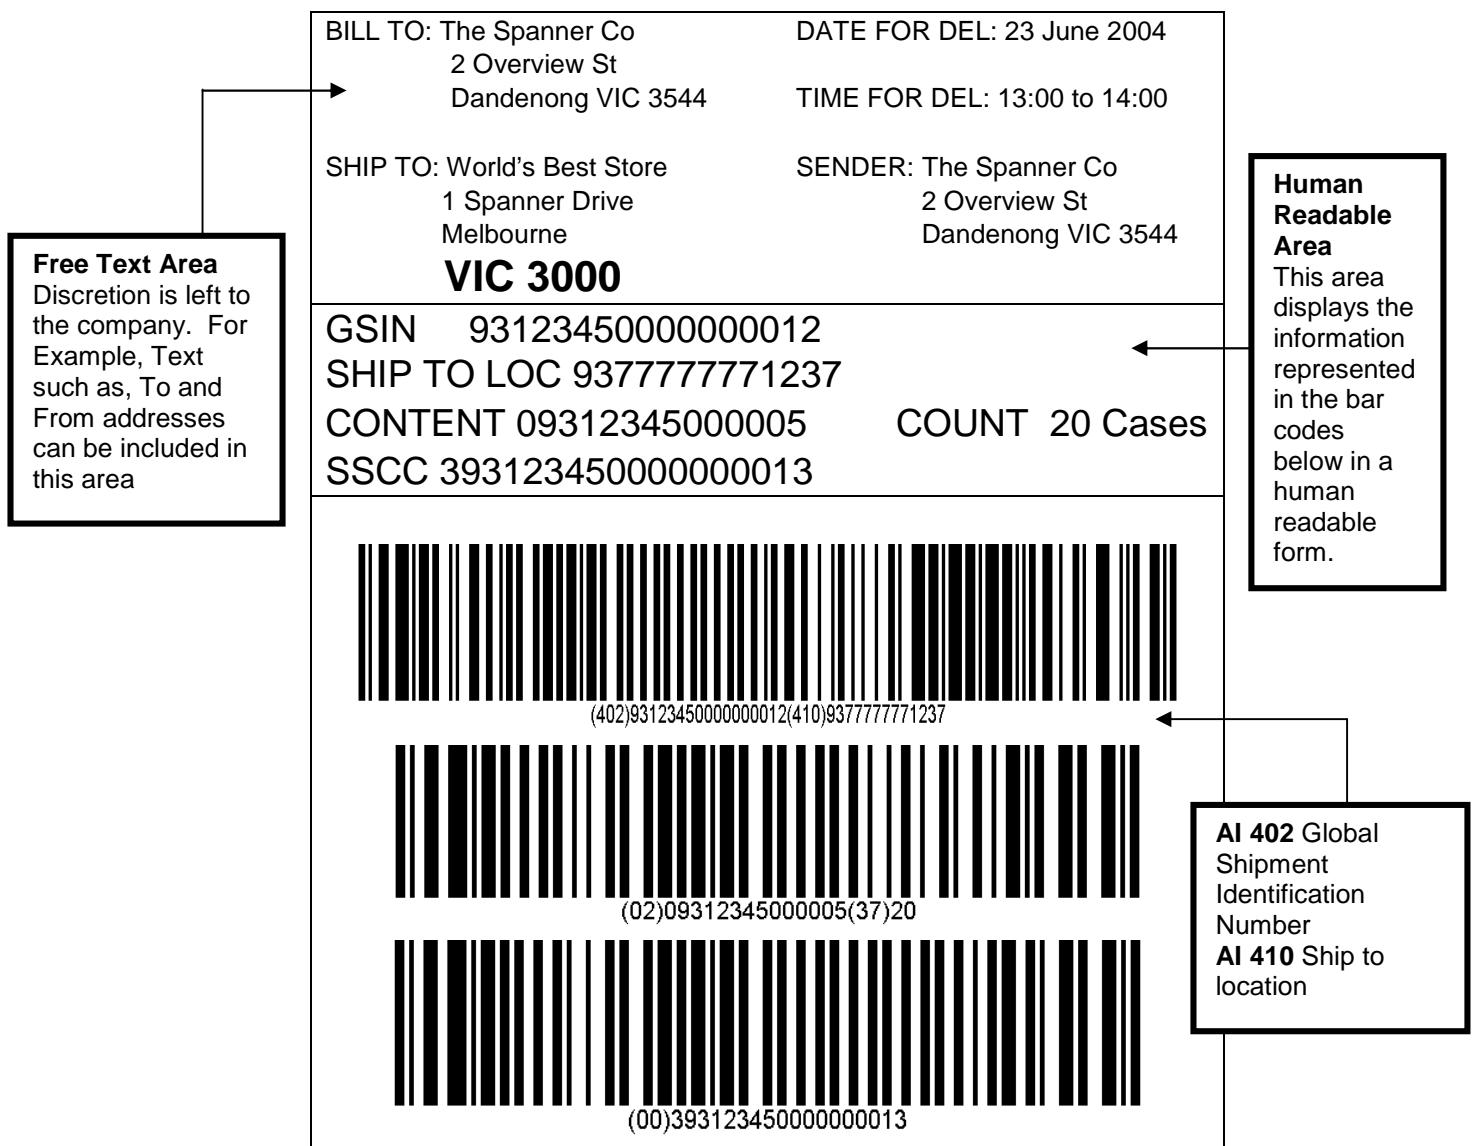 BILL TO: The Spanner Co
2 Overview St
Dandenong VIC 3544
DATE FOR DEL: 23 June 2004
TIME FOR DEL: 13:00 to 14:00
SHIP TO: World's Best Store
1 Spanner Drive
Melbourne
VIC 3000
SENDER: The Spanner Co
2 Overview St
Dandenong VIC 3544
Free Text Area
Discretion is left to
the company. For
Example, Text
such as, To and
From addresses
can be included in
this area
Human
Readable
Area
This area
displays the
information
represented
in the bar
codes
below in a
human
readable
form.
GSIN 93123450000000012
SHIP TO LOC 9377777771237
CONTENT 09312345000005 COUNT 20 Cases
SSCC 393123450000000013
(402)93123450000000012(410)9377777771237
(02)09312345000005(37)20
(00)393123450000000013
AI 402 Global
Shipment
Identification
Number
AI 410 Ship to
location